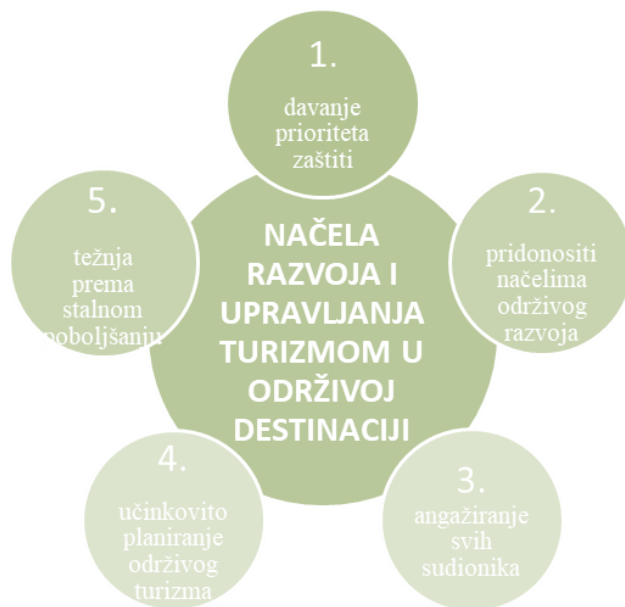 1.
davanje
prioriteta
zaštiti
NAČELA
RAZVOJA I
UPRAVLJANJA
TURIZMOM U
ODRŽIVOJ
DESTINACIJI
2.
pridonositi
načelima
održivog
razvoja
3.
angažiranje
svih
sudionika
4.
učinkovito
planiranje
održivog
turizma
5.
težnja
prema
stalnom
poboljšanju